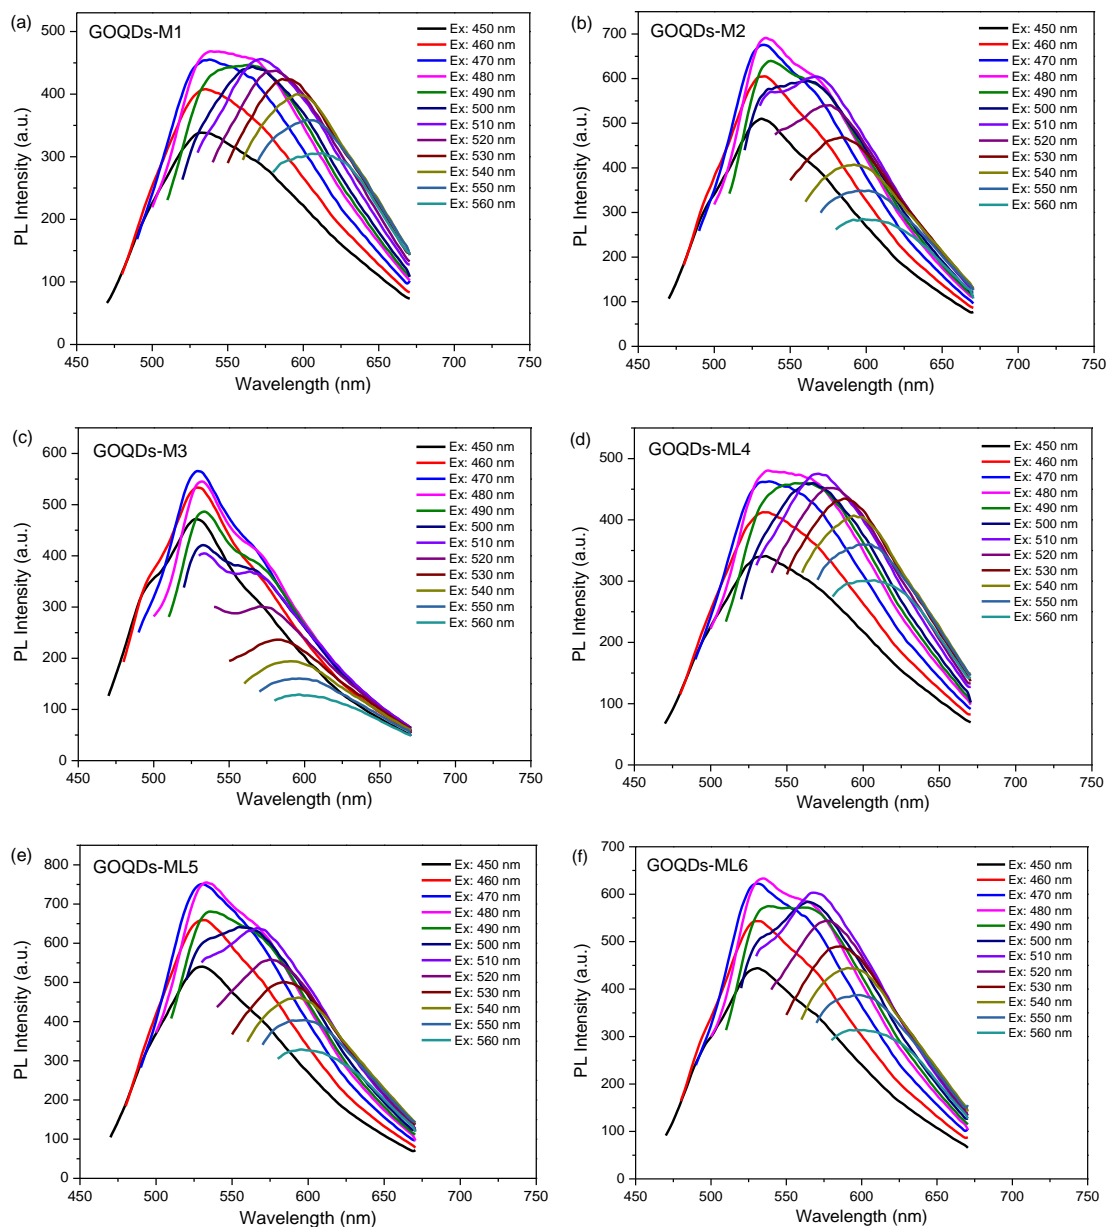 (a)
GOQDs-M1
Ex: 450 nm
Ex: 460 nm
Ex: 470 nm
Ex: 480 nm
Ex: 490 nm
Ex: 500 nm
Ex: 510 nm
Ex: 520 nm
Ex: 530 nm
Ex: 540 nm
Ex: 550 nm
Ex: 560 nm
PL Intensity (a.u.)
500
400
300
200
100
0
450 500 550 600 650 700 750
Wavelength (nm)
(b)
GOQDs-M2
Ex: 450 nm
Ex: 460 nm
Ex: 470 nm
Ex: 480 nm
Ex: 490 nm
Ex: 500 nm
Ex: 510 nm
Ex: 520 nm
Ex: 530 nm
Ex: 540 nm
Ex: 550 nm
Ex: 560 nm
PL Intensity (a.u.)
700
600
500
400
300
200
100
0
450 500 550 600 650 700 750
Wavelength (nm)
(c)
GOQDs-M3
Ex: 450 nm
Ex: 460 nm
Ex: 470 nm
Ex: 480 nm
Ex: 490 nm
Ex: 500 nm
Ex: 510 nm
Ex: 520 nm
Ex: 530 nm
Ex: 540 nm
Ex: 550 nm
Ex: 560 nm
PL Intensity (a.u.)
600
500
400
300
200
100
0
450 500 550 600 650 700 750
Wavelength (nm)
(d)
GOQDs-ML4
Ex: 450 nm
Ex: 460 nm
Ex: 470 nm
Ex: 480 nm
Ex: 490 nm
Ex: 500 nm
Ex: 510 nm
Ex: 520 nm
Ex: 530 nm
Ex: 540 nm
Ex: 550 nm
Ex: 560 nm
PL Intensity (a.u.)
500
400
300
200
100
0
450 500 550 600 650 700 750
Wavelength (nm)
(e)
GOQDs-ML5
Ex: 450 nm
Ex: 460 nm
Ex: 470 nm
Ex: 480 nm
Ex: 490 nm
Ex: 500 nm
Ex: 510 nm
Ex: 520 nm
Ex: 530 nm
Ex: 540 nm
Ex: 550 nm
Ex: 560 nm
PL Intensity (a.u.)
800
700
600
500
400
300
200
100
0
450 500 550 600 650 700 750
Wavelength (nm)
(f)
GOQDs-ML6
Ex: 450 nm
Ex: 460 nm
Ex: 470 nm
Ex: 480 nm
Ex: 490 nm
Ex: 500 nm
Ex: 510 nm
Ex: 520 nm
Ex: 530 nm
Ex: 540 nm
Ex: 550 nm
Ex: 560 nm
PL Intensity (a.u.)
700
600
500
400
300
200
100
0
450 500 550 600 650 700 750
Wavelength (nm)